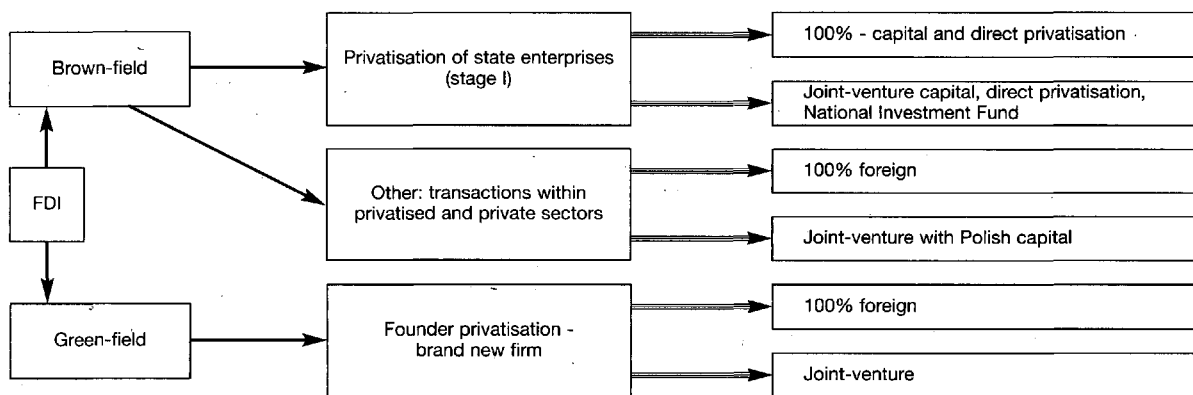 Brown-field
FDI
Green-field
Privatisation of state enterprises
(stage I)
Other: transactions within
privatised and private sectors
Founder privatisation -
brand new firm
100% - capital and direct privatisation
Joint-venture capital, direct privatisation,
National Investment Fund
100% foreign
Joint-venture with Polish capital
100% foreign
Joint-venture